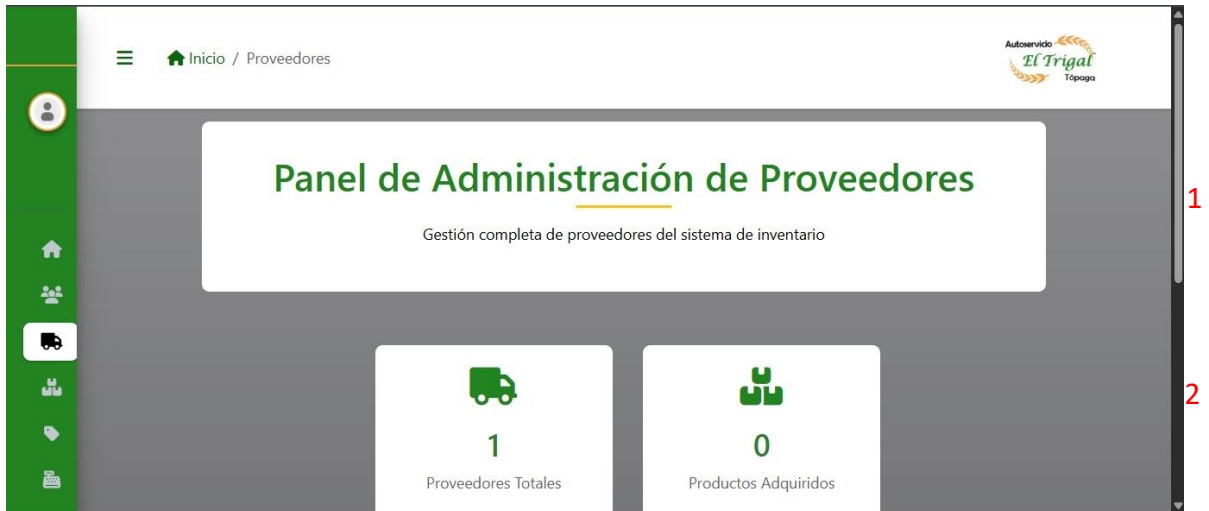 Inicio / Proveedores
Autoservicio
El Trigal
Tópaga
Panel de Administración de Proveedores
Gestión completa de proveedores del sistema de inventario
1
1
0
2
Proveedores Totales
Productos Adquiridos